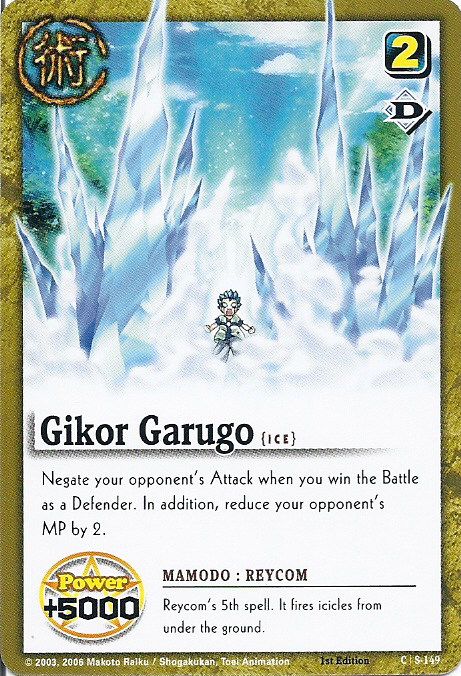 術
2
D
Gikor Garugo {ICE}
Negate your opponent's Attack when you win the Battle
as a Defender. In addition, reduce your opponent's
MP by 2.
Power
+5000
MAMODO : REYCOM
Reycom's 5th spell. It fires icicles from
under the ground.
© 2003, 2006 Makoto Raiku / Shogakukan, Toei Animation 1st Edition C | S-149